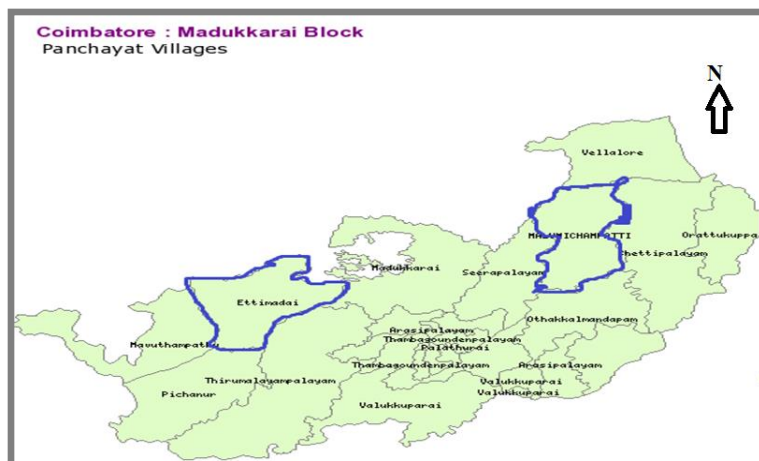 Coimbatore : Madukkarai Block
Panchayat Villages
N
Vellalore
MALUMICHAMPATTI
Orattukuppa
Chettipalayam
Madukkarai
Seerapalayam
Ettimadai
Othakkalmandapam
Arasipalayam
Thambagoundenpalayam
Palathurai
Mavuthampathy
Thambagoundenpalayam
Arasipalayam
Thirumalayampalayam
Valukkuparai
Pichanur
Valukkuparai
Valukkuparai